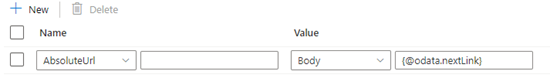 New Delete
Name Value
AbsoluteUrl Body {@odata.nextLink}